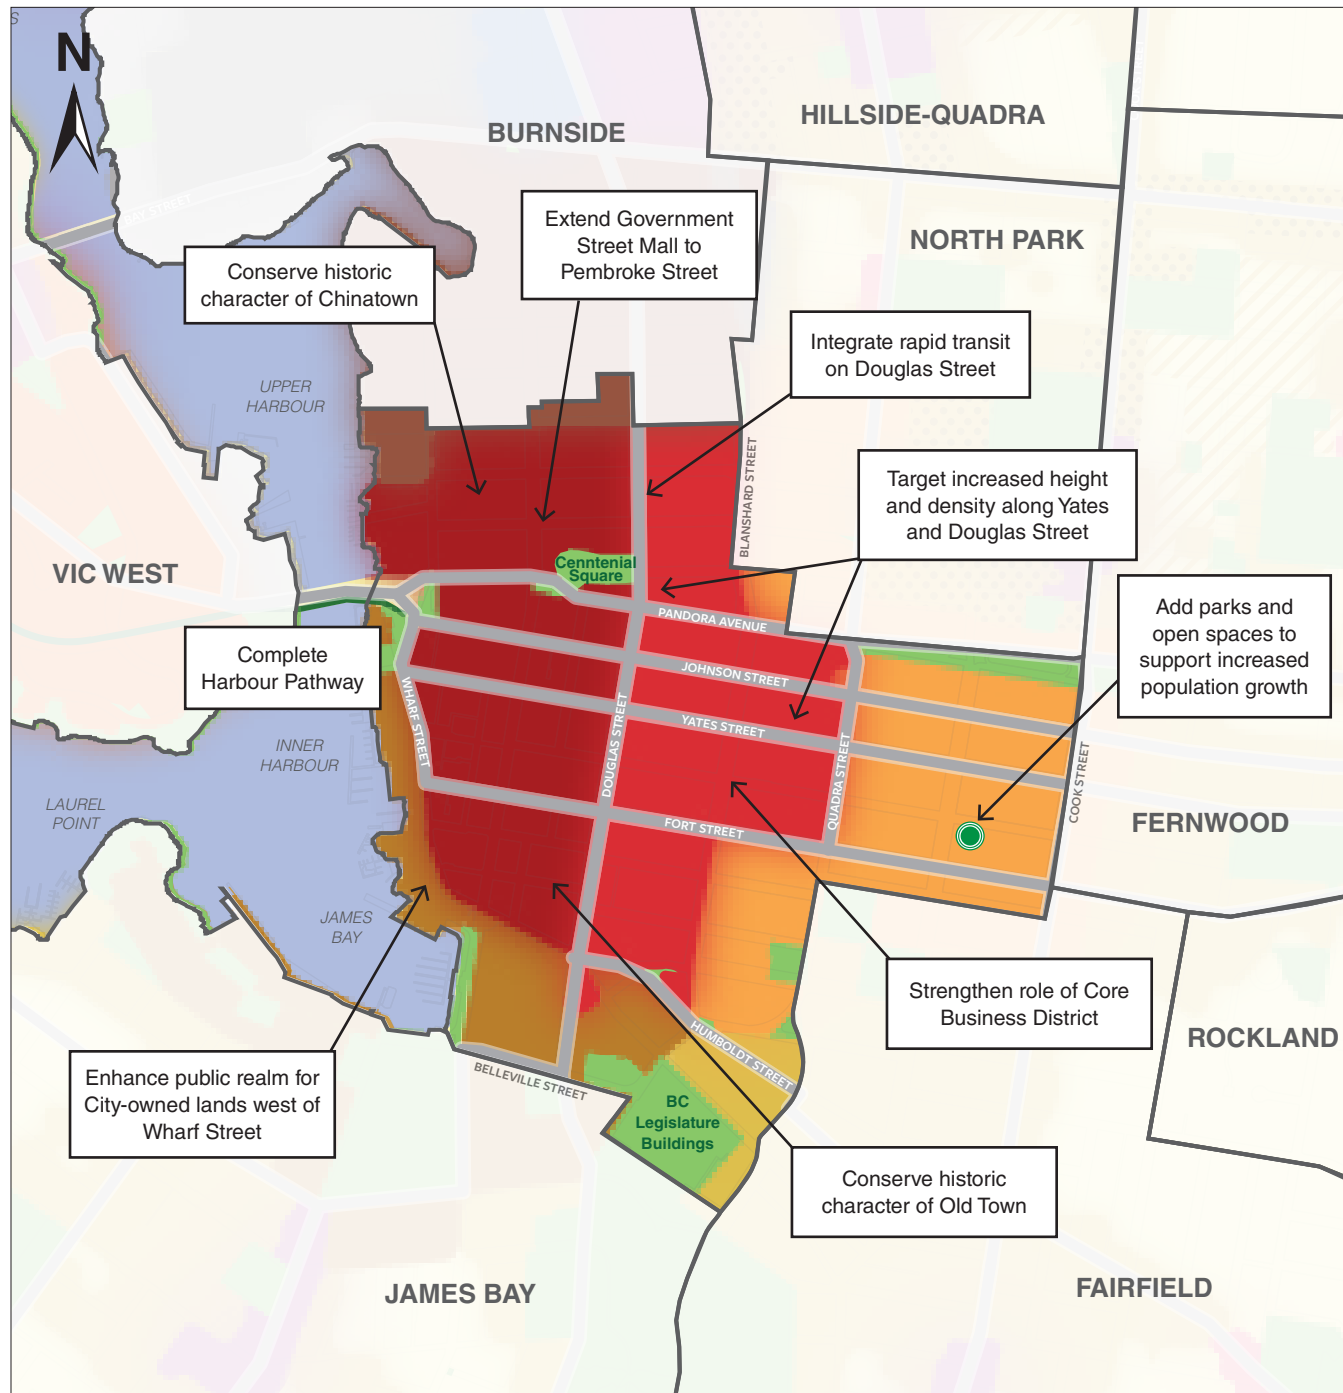 S
N
HILLSIDE-QUADRA
BURNSIDE
BAY STREET
Extend Government
Street Mall to
Pembroke Street
NORTH PARK
Conserve historic
character of Chinatown
Integrate rapid transit
on Douglas Street
UPPER
HARBOUR
BLANSHARD STREET
Target increased height
and density along Yates
and Douglas Street
VIC WEST
Cenntenial
Square
PANDORA AVENUE
Add parks and
open spaces to
support increased
population growth
Complete
Harbour Pathway
JOHNSON STREET
WHARF STREET
YATES STREET
DOUGLAS STREET
QUADRA STREET
COOK STREET
INNER
HARBOUR
LAUREL
POINT
FORT STREET
FERNWOOD
JAMES
BAY
Strengthen role of Core
Business District
ROCKLAND
HUMBOLDT STREET
BELLEVILLE STREET
Enhance public realm for
City-owned lands west of
Wharf Street
BC
Legislature
Buildings
Conserve historic
character of Old Town
JAMES BAY
FAIRFIELD